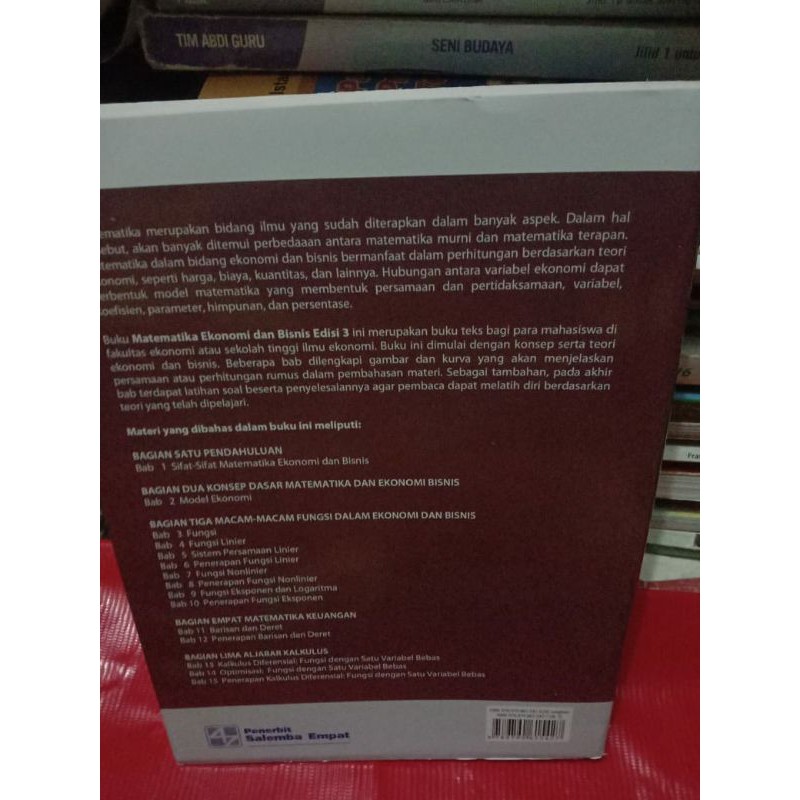 TIM ABDI GURU
SENI BUDAYA
Jilid 1 untu
ematika merupakan bidang ilmu yang sudah diterapkan dalam banyak aspek. Dalam hal
ebut, akan banyak ditemui perbedaaan antara matematika murni dan matematika terapan.
tematika dalam bidang ekonomi dan bisnis bermanfaat dalam perhitungan berdasarkan teori
onomi, seperti harga, biaya, kuantitas, dan lainnya. Hubungan antara variabel ekonomi dapat
erbentuk model matematika yang membentuk persamaan dan pertidaksamaan, variabel,
oefisien, parameter, himpunan, dan persentase.
Buku Matematika Ekonomi dan Bisnis Edisi 3 ini merupakan buku teks bagi para mahasiswa di
fakultas ekonomi atau sekolah tinggi ilmu ekonomi. Buku ini dimulai dengan konsep serta teori
ekonomi dan bisnis. Beberapa bab dilengkapi gambar dan kurva yang akan menjelaskan
persamaan atau perhitungan rumus dalam pembahasan materi. Sebagai tambahan, pada akhir
bab terdapat latihan soal beserta penyelesaiannya agar pembaca dapat melatih diri berdasarkan
teori yang telah dipelajari.
Materi yang dibahas dalam buku ini meliputi:
BAGIAN SATU PENDAHULUAN
Bab 1 Sifat-Sifat Matematika Ekonomi dan Bisnis
BAGIAN DUA KONSEP DASAR MATEMATIKA DAN EKONOMI BISNIS
Bab 2 Model Ekonomi
BAGIAN TIGA MACAM-MACAM FUNGSI DALAM EKONOMI DAN BISNIS
Bab 3 Fungsi
Bab 4 Fungsi Linier
Bab 5 Sistem Persamaan Linier
Bab 6 Penerapan Fungsi Linier
Bab 7 Fungsi Nonlinier
Bab 8 Penerapan Fungsi Nonlinier
Bab 9 Fungsi Eksponen dan Logaritma
Bab 10 Penerapan Fungsi Eksponen
BAGIAN EMPAT MATEMATIKA KEUANGAN
Bab 11 Barisan dan Deret
Bab 12 Penerapan Barisan dan Deret
BAGIAN LIMA ALJABAR KALKULUS
Bab 13 Kalkulus Diferensial: Fungsi dengan Satu Variabel Bebas
Bab 14 Optimisasi: Fungsi dengan Satu Variabel Bebas
Bab 15 Penerapan Kalkulus Diferensial: Fungsi dengan Satu Variabel Bebas
Penerbit
Salemba Empat